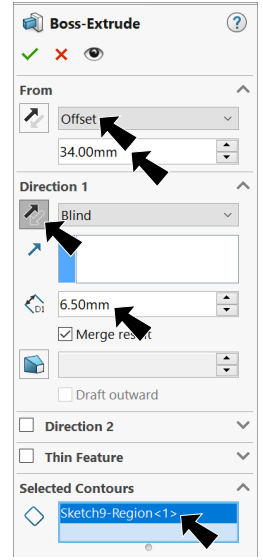 Boss-Extrude
?
From
Offset
34.00mm
Direction 1
Blind
D1
6.50mm
Merge result
Draft outward
Direction 2
Thin Feature
Selected Contours
Sketch9-Region<1>